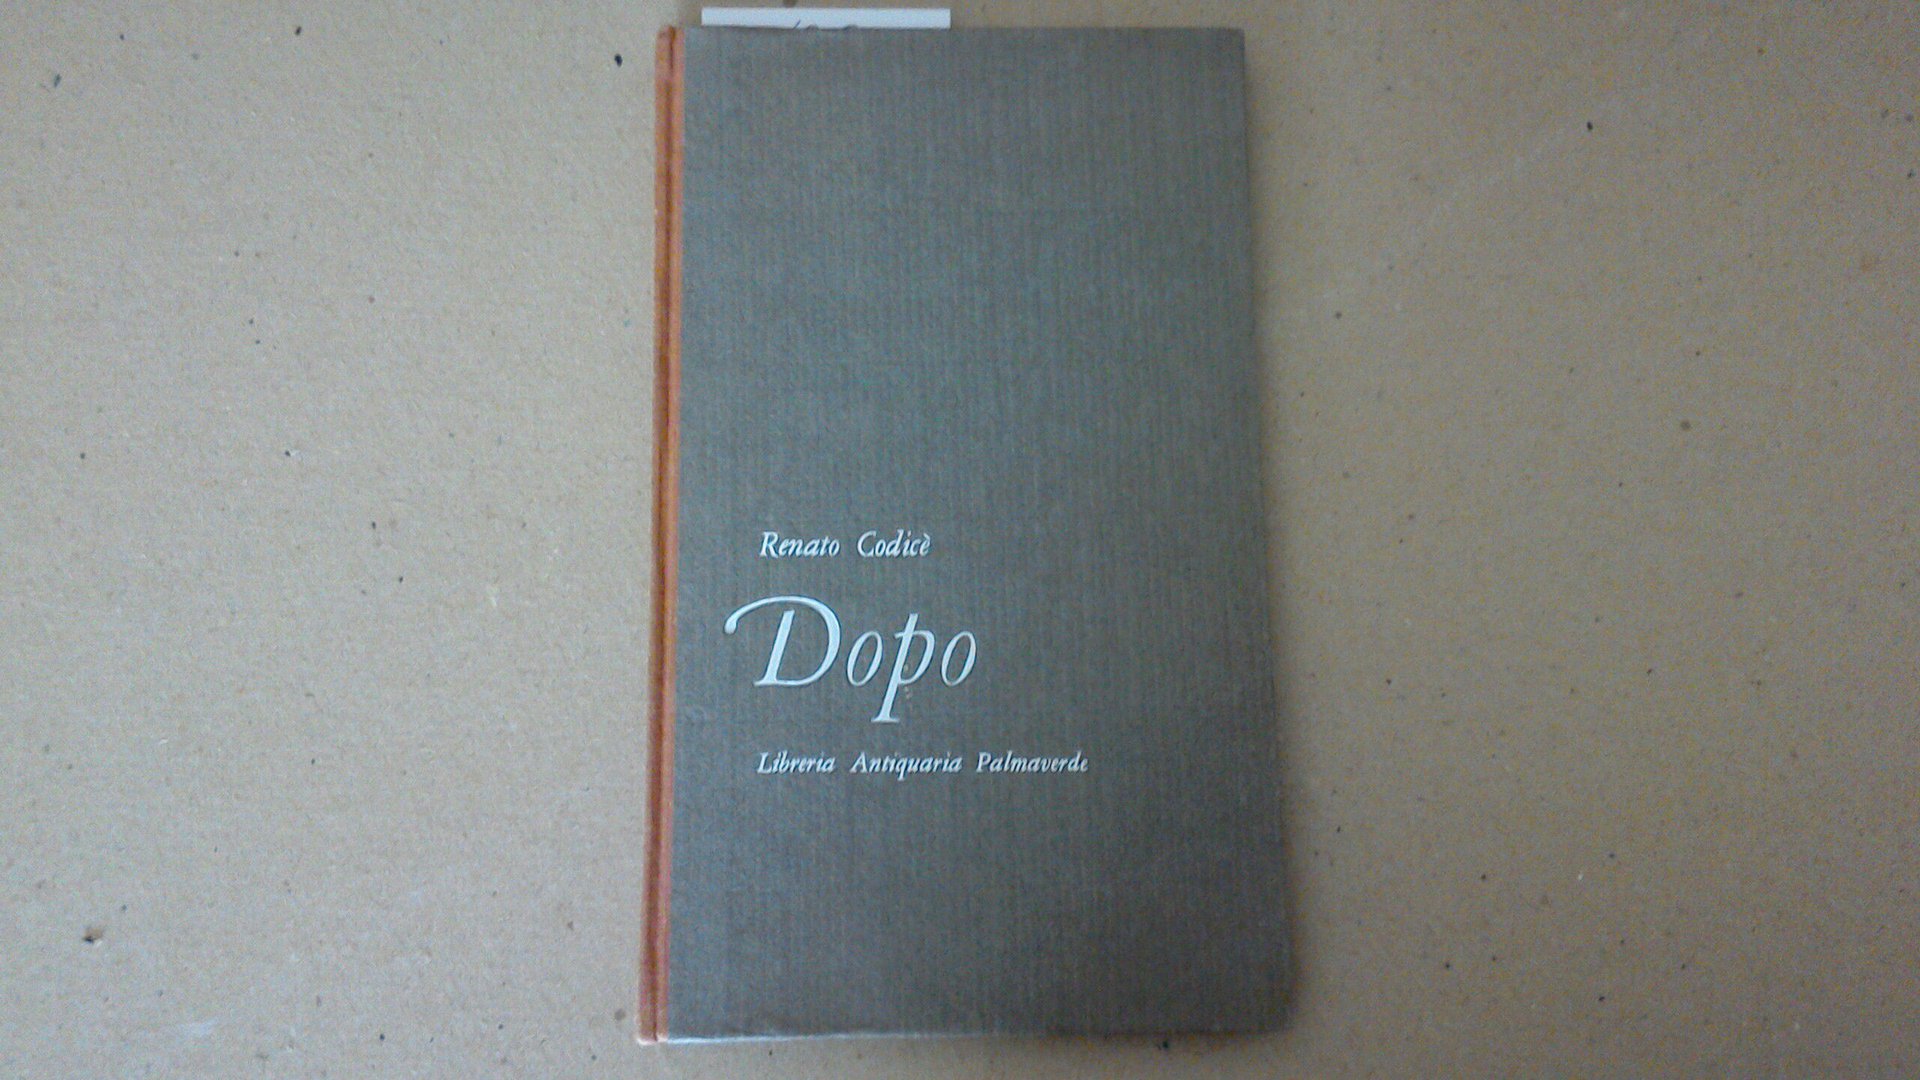 Renato Codicè
Dopo
Libreria Antiquaria Palmaverde